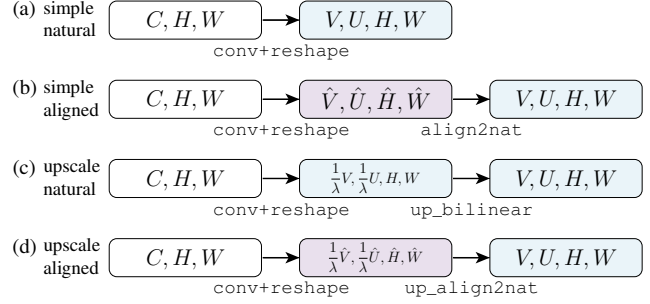 (a) simple natural
C, H, W
V, U, H, W
conv+reshape
(b) simple aligned
C, H, W
V̂, Û, Ĥ, Ŵ
V, U, H, W
conv+reshape
align2nat
(c) upscale natural
C, H, W
1/λ V, 1/λ U, H, W
V, U, H, W
conv+reshape
up_bilinear
(d) upscale aligned
C, H, W
1/λ V̂, 1/λ Û, Ĥ, Ŵ
V, U, H, W
conv+reshape
up_align2nat